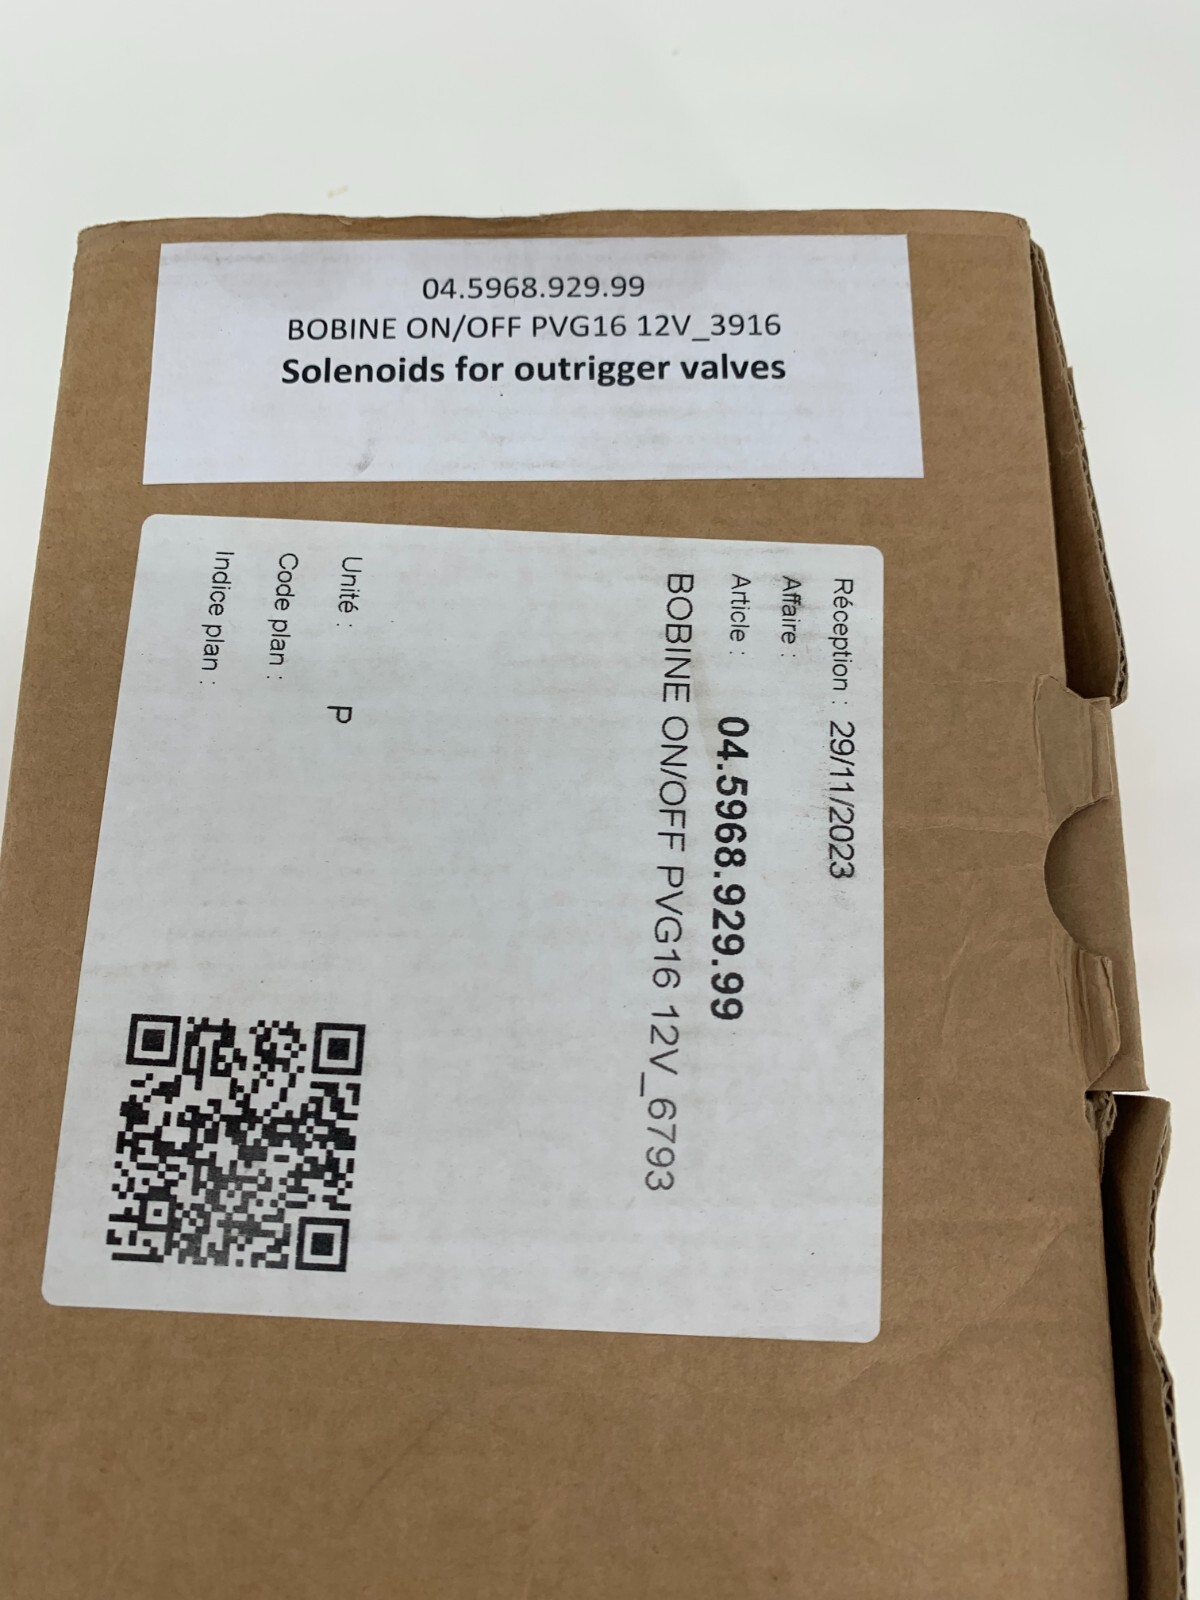 04.5968.929.99
BOBINE ON/OFF PVG16 12V_3916
Solenoids for outrigger valves
Réception : 29/11/2023
Affaire :
Article : 04.5968.929.99
BOBINE ON/OFF PVG16 12V_6793
Unité : P
Code plan :
Indice plan :